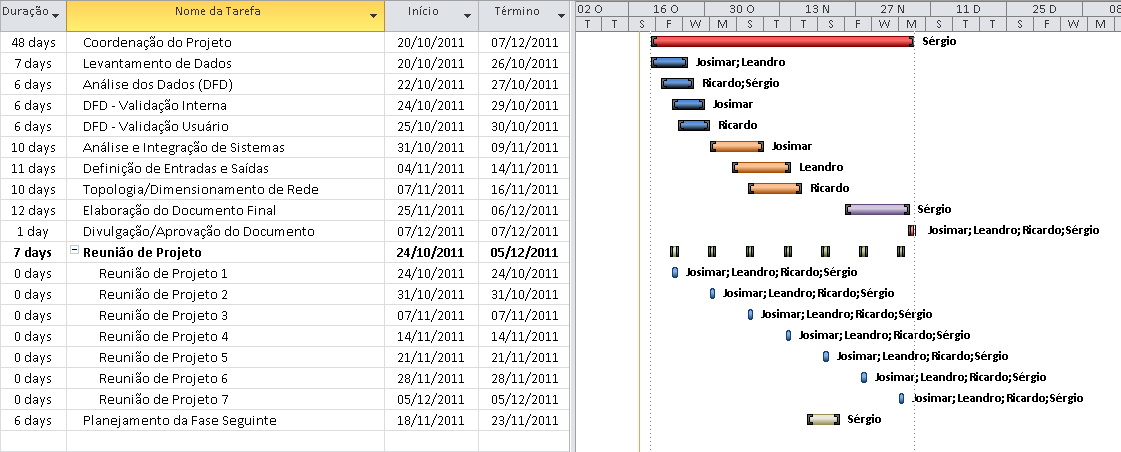 Duração Nome da Tarefa Início Término 02 O 16 O 30 O 13 N 27 N 11 D 25 D 08
T T S F W M T S F W M T S F W
48 days Coordenação do Projeto 20/10/2011 07/12/2011 Sérgio
7 days Levantamento de Dados 20/10/2011 26/10/2011 Josimar;Leandro
6 days Análise dos Dados (DFD) 22/10/2011 27/10/2011 Ricardo;Sérgio
6 days DFD - Validação Interna 24/10/2011 29/10/2011 Josimar
6 days DFD - Validação Usuário 25/10/2011 30/10/2011 Ricardo
10 days Análise e Integração de Sistemas 31/10/2011 09/11/2011 Josimar
11 days Definição de Entradas e Saídas 04/11/2011 14/11/2011 Leandro
10 days Topologia/Dimensionamento de Rede 07/11/2011 16/11/2011 Ricardo
12 days Elaboração do Documento Final 25/11/2011 06/12/2011 Sérgio
1 day Divulgação/Aprovação do Documento 07/12/2011 07/12/2011 Josimar;Leandro;Ricardo;Sérgio
7 days Reunião de Projeto 24/10/2011 05/12/2011
0 days Reunião de Projeto 1 24/10/2011 24/10/2011 Josimar;Leandro;Ricardo;Sérgio
0 days Reunião de Projeto 2 31/10/2011 31/10/2011 Josimar;Leandro;Ricardo;Sérgio
0 days Reunião de Projeto 3 07/11/2011 07/11/2011 Josimar;Leandro;Ricardo;Sérgio
0 days Reunião de Projeto 4 14/11/2011 14/11/2011 Josimar;Leandro;Ricardo;Sérgio
0 days Reunião de Projeto 5 21/11/2011 21/11/2011 Josimar;Leandro;Ricardo;Sérgio
0 days Reunião de Projeto 6 28/11/2011 28/11/2011 Josimar;Leandro;Ricardo;Sérgio
0 days Reunião de Projeto 7 05/12/2011 05/12/2011 Josimar;Leandro;Ricardo;Sérgio
6 days Planejamento da Fase Seguinte 18/11/2011 23/11/2011 Sérgio